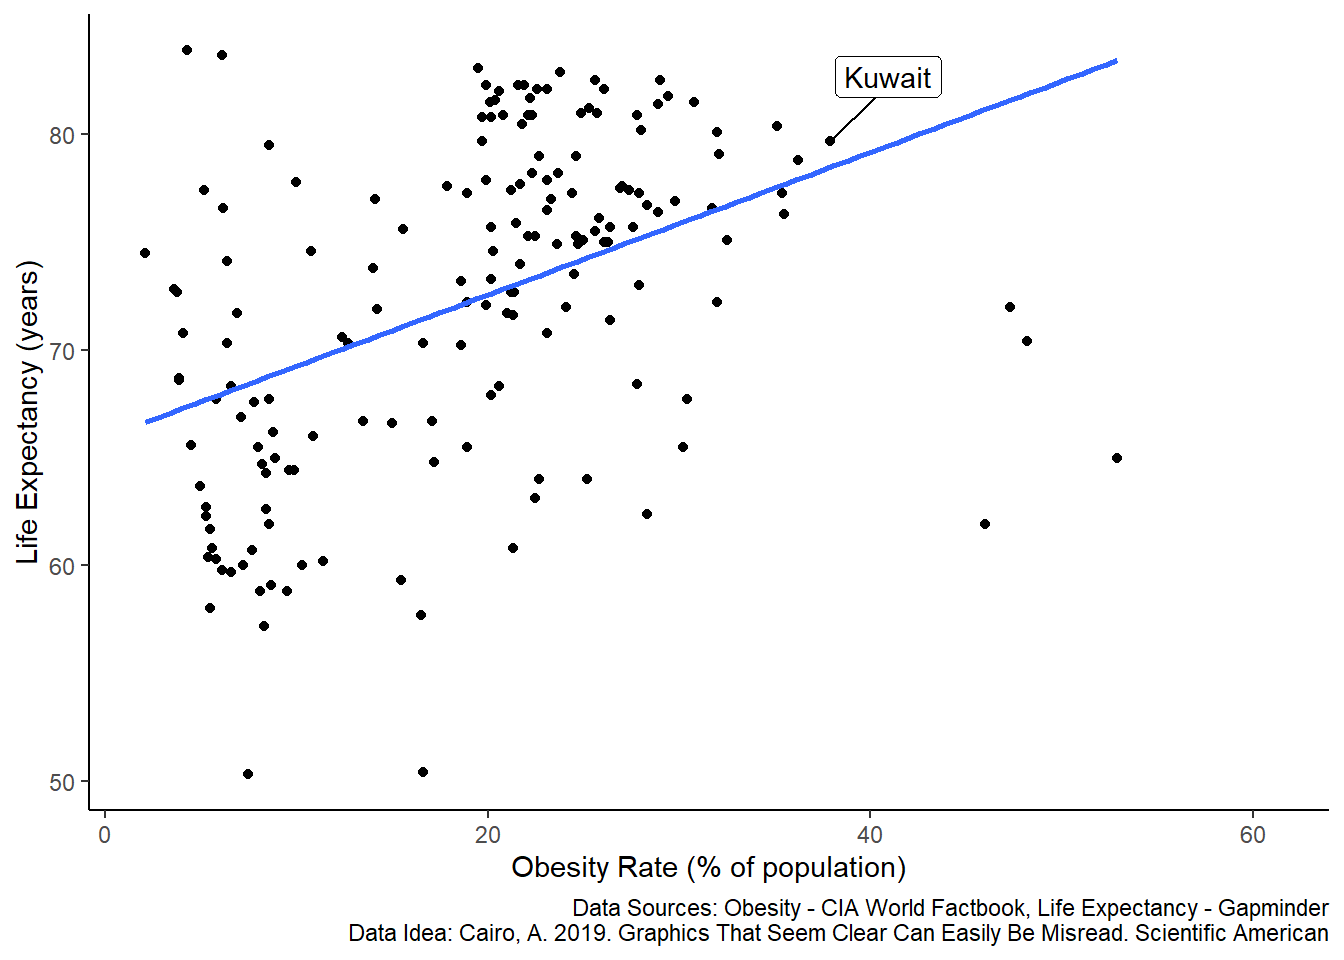 Kuwait
80
70
60
50
Life Expectancy (years)
0 20 40 60
Obesity Rate (% of population)
Data Sources: Obesity - CIA World Factbook, Life Expectancy - Gapminder
Data Idea: Cairo, A. 2019. Graphics That Seem Clear Can Easily Be Misread. Scientific American